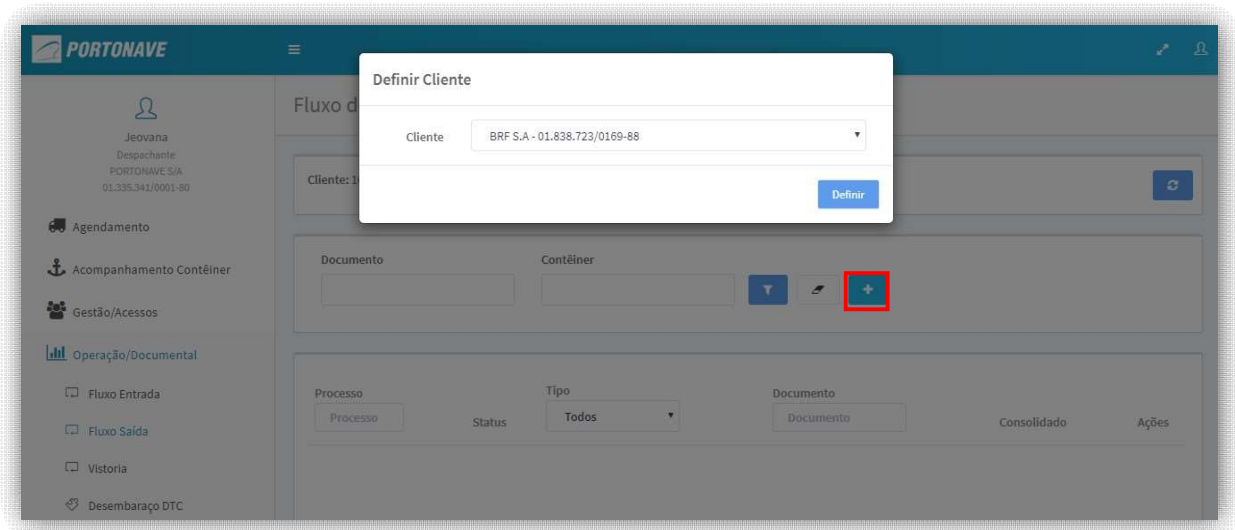 PORTONAVE
Definir Cliente
Cliente
BRF S.A - 01.838.723/0169-88
Definir
Jeovana
Despachante
PORTONAVE S/A
01.335.341/0001-80
Agendamento
Acompanhamento Contêiner
Gestão/Acessos
Operação/Documental
Fluxo Entrada
Fluxo Saída
Vistoria
Desembaraço DTC
Fluxo d
Cliente: 1
Documento
Contêiner
Processo
Tipo
Documento
Processo
Status
Todos
Documento
Consolidado
Ações